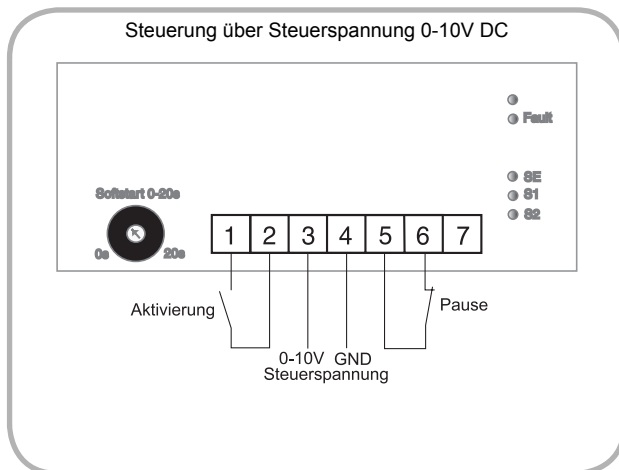 Steuerung über Steuerspannung 0-10V DC
Fault
SE
S1
S2
Softstart 0-20s
0s 20s
1 2 3 4 5 6 7
Aktivierung
Pause
0-10V GND
Steuerspannung